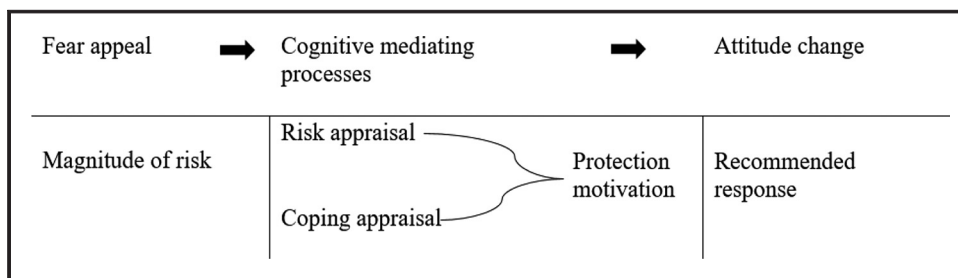 Fear appeal
Cognitive mediating
processes
Attitude change
Magnitude of risk
Risk appraisal
Coping appraisal
Protection
motivation
Recommended
response